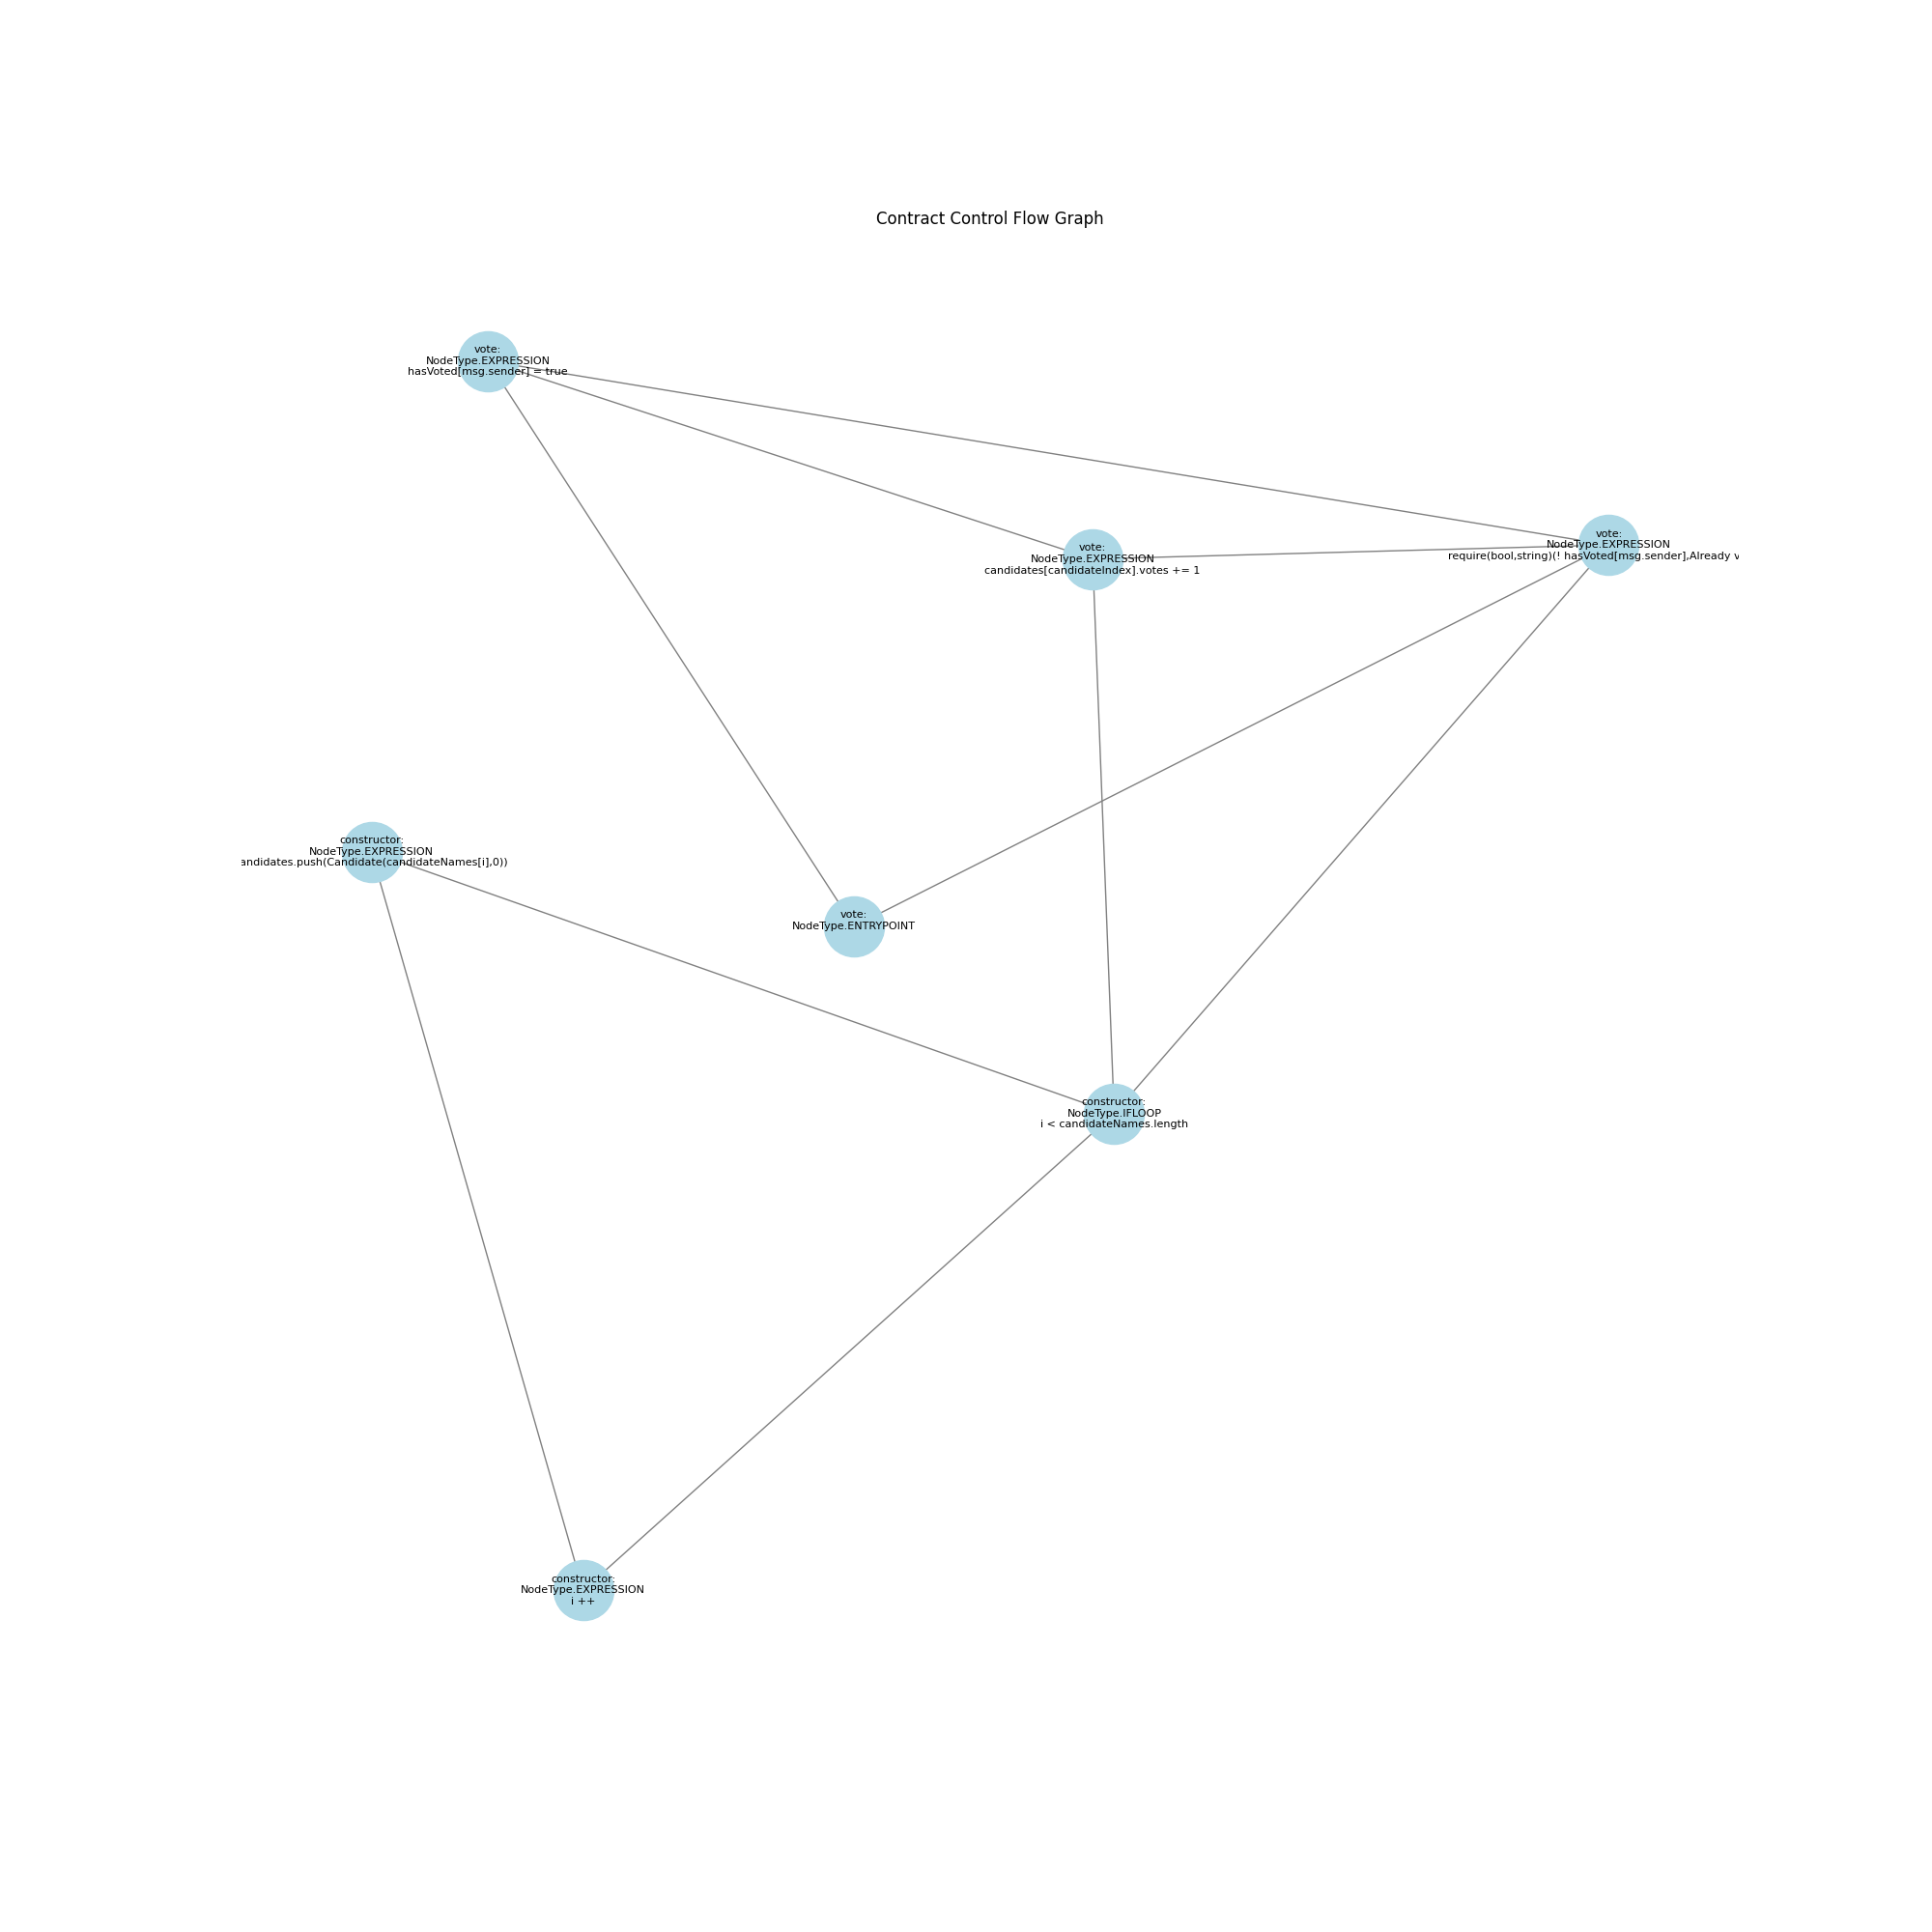 Contract Control Flow Graph
vote:
NodeType.EXPRESSION
hasVoted[msg.sender] = true
vote:
NodeType.EXPRESSION
require(bool,string)(! hasVoted[msg.sender],Already v
vote:
NodeType.EXPRESSION
candidates[candidateIndex].votes += 1
constructor:
NodeType.EXPRESSION
andidates.push(Candidate(candidateNames[i],0))
vote:
NodeType.ENTRYPOINT
constructor:
NodeType.IFLOOP
i < candidateNames.length
constructor:
NodeType.EXPRESSION
i ++